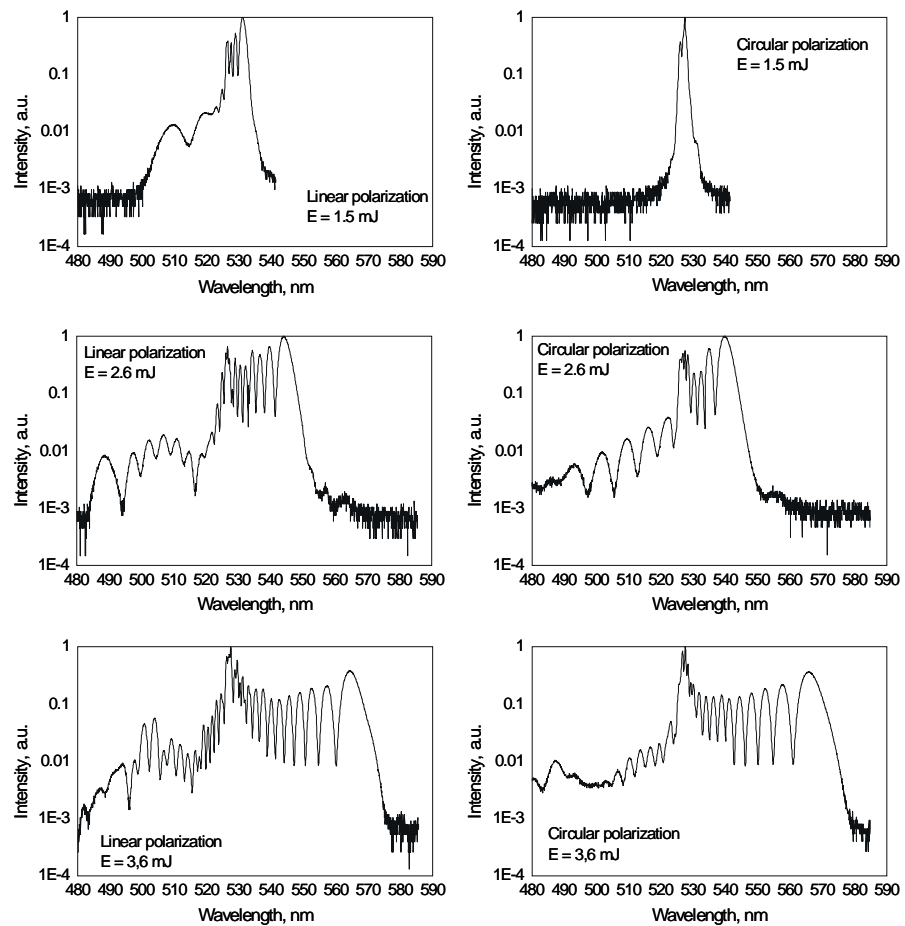 1
0.1
0.01
1E-3
1E-4
Intensity, a.u.
Linear polarization
E = 1.5 mJ
480 490 500 510 520 530 540 550 560 570 580 590
Wavelength, nm
1
0.1
0.01
1E-3
1E-4
Intensity, a.u.
Circular polarization
E = 1.5 mJ
480 490 500 510 520 530 540 550 560 570 580 590
Wavelength, nm
1
0.1
0.01
1E-3
1E-4
Intensity, a.u.
Linear polarization
E = 2.6 mJ
480 490 500 510 520 530 540 550 560 570 580 590
Wavelength, nm
1
0.1
0.01
1E-3
1E-4
Intensity, a.u.
Circular polarization
E = 2.6 mJ
480 490 500 510 520 530 540 550 560 570 580 590
Wavelength, nm
1
0.1
0.01
1E-3
1E-4
Intensity, a.u.
Linear polarization
E = 3,6 mJ
480 490 500 510 520 530 540 550 560 570 580 590
Wavelength, nm
1
0.1
0.01
1E-3
1E-4
Intensity, a.u.
Circular polarization
E = 3,6 mJ
480 490 500 510 520 530 540 550 560 570 580 590
Wavelength, nm